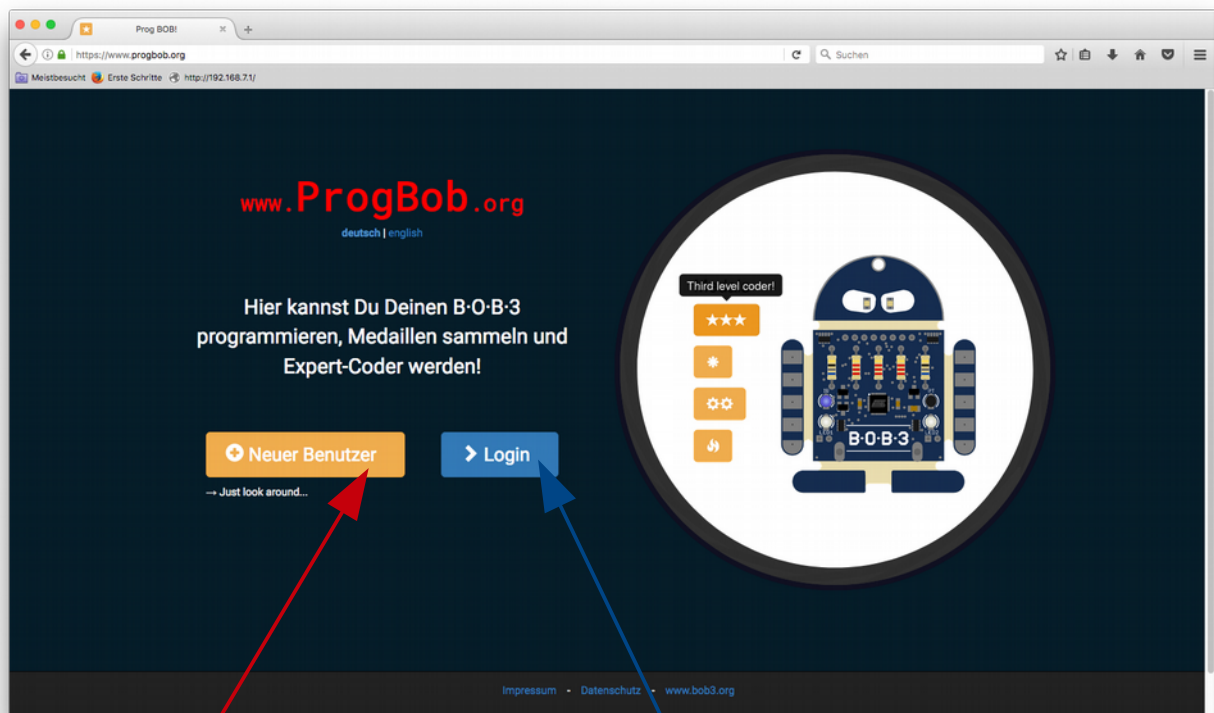 Prog BOB!
https://www.progbob.org
Suchen
Meistbesucht Erste Schritte http://192.168.7.1/
www.ProgBob.org
deutsch | english
Hier kannst Du Deinen B·O·B·3
programmieren, Medaillen sammeln und
Expert-Coder werden!
Neuer Benutzer
Login
→ Just look around...
Third level coder!
LED1
LED2
B·O·B·3
Impressum - Datenschutz - www.bob3.org